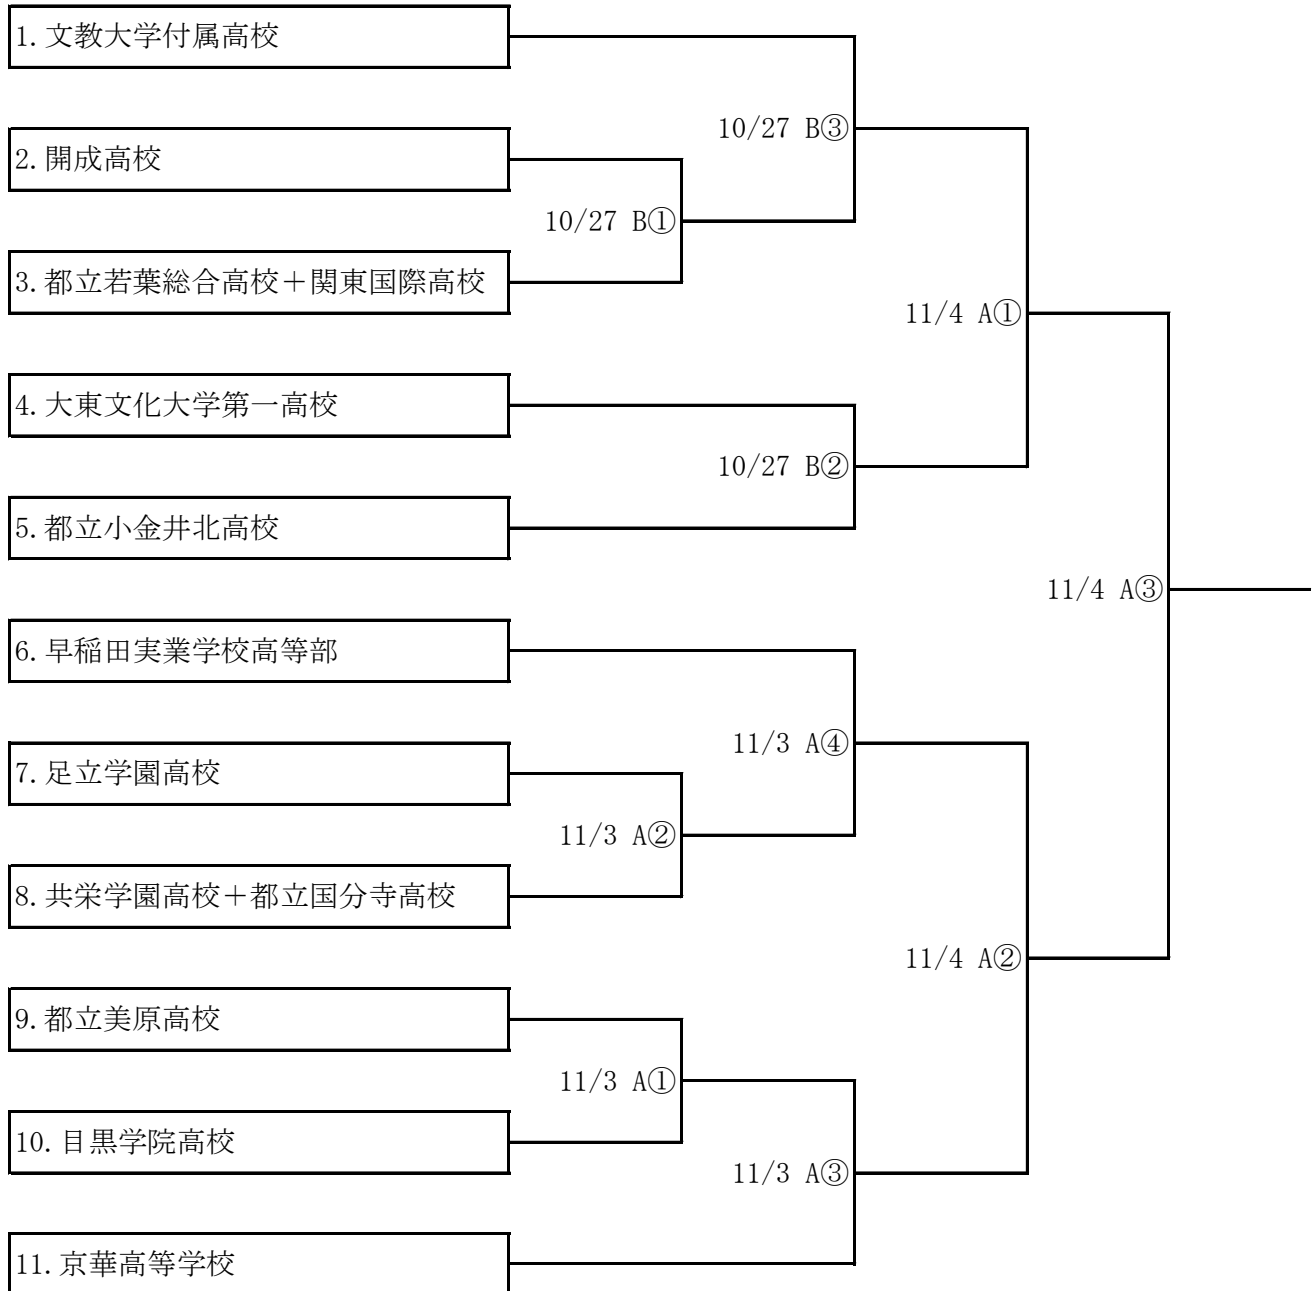 1.文教大学付属高校
10/27 B③
2.開成高校
10/27 B①
3.都立若葉総合高校＋関東国際高校
11/4 A①
4.大東文化大学第一高校
10/27 B②
5.都立小金井北高校
11/4 A③
6.早稲田実業学校高等部
11/3 A④
7.足立学園高校
11/3 A②
8.共栄学園高校＋都立国分寺高校
11/4 A②
9.都立美原高校
11/3 A①
10.目黒学院高校
11/3 A③
11.京華高等学校